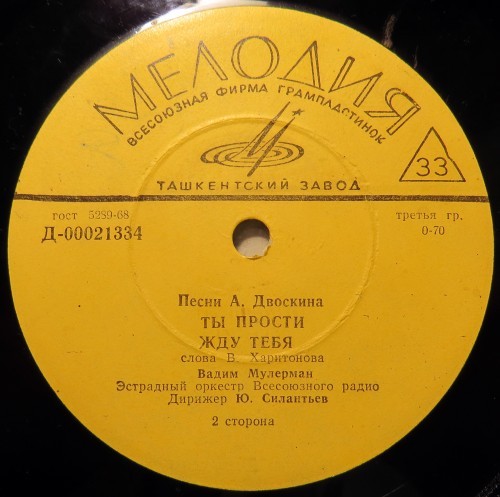 МЕЛОДИЯ
ВСЕСОЮЗНАЯ ФИРМА ГРАМПЛАСТИНОК
33
ТАШКЕНТСКИЙ ЗАВОД
гост 5289-68
Д-00021334
третья гр.
0-70
Песни А. Двоскина
ТЫ ПРОСТИ
ЖДУ ТЕБЯ
слова В. Харитонова
Вадим Мулерман
Эстрадный оркестр Всесоюзного радио
Дирижер Ю. Силантьев
2 сторона